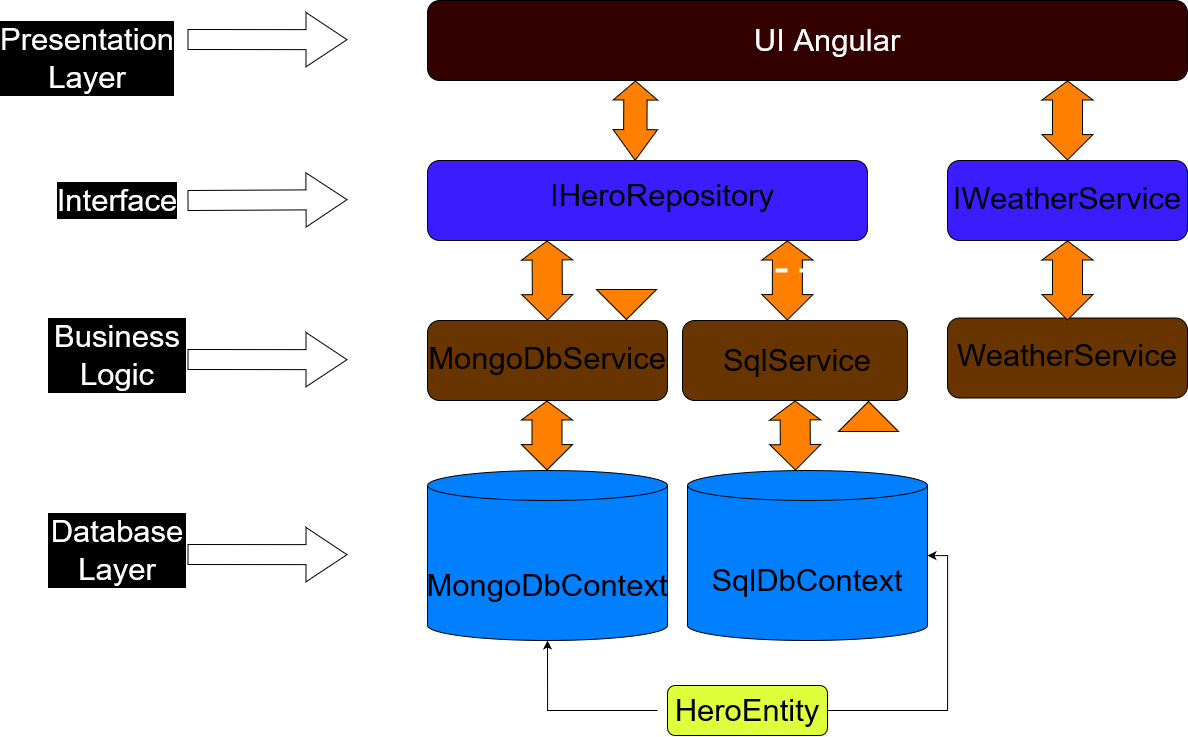 Presentation
Layer
UI Angular
Interface
IHeroRepository
IWeatherService
Business
Logic
MongoDbService
SqlService
WeatherService
Database
Layer
MongoDbContext
SqlDbContext
HeroEntity